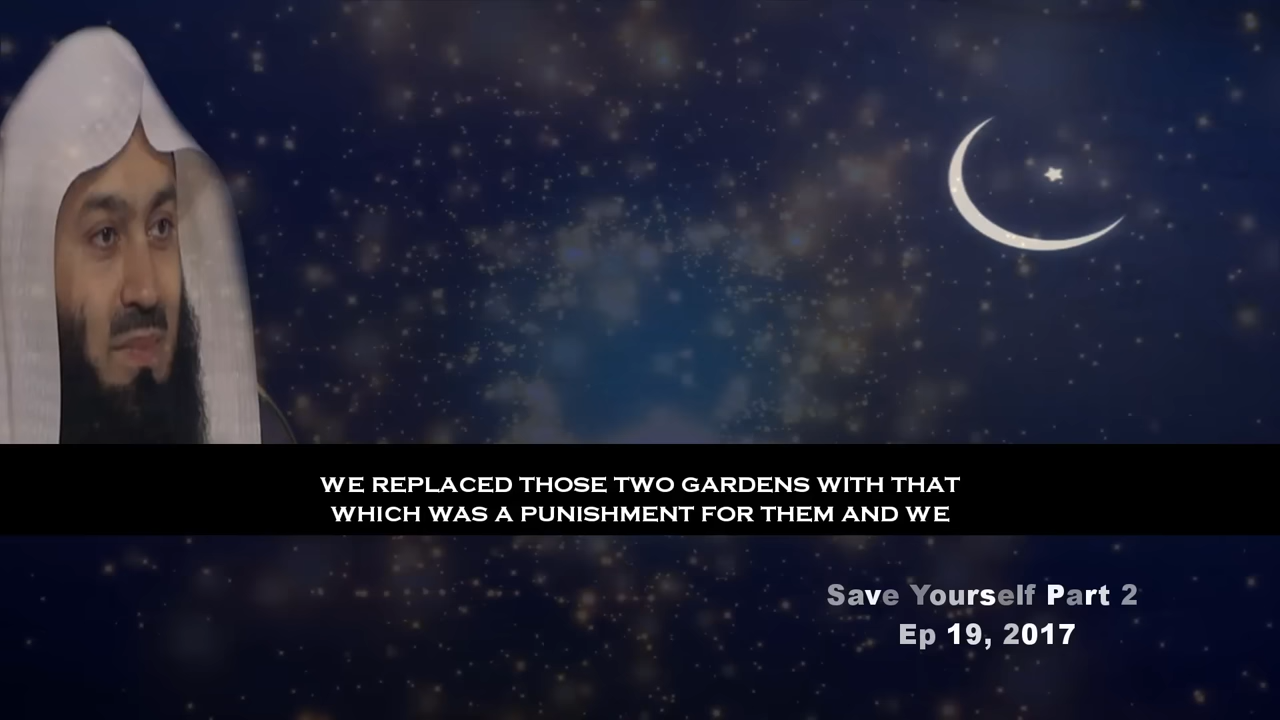 WE REPLACED THOSE TWO GARDENS WITH THAT
WHICH WAS A PUNISHMENT FOR THEM AND WE
Save Yourself Part 2
Ep 19, 2017